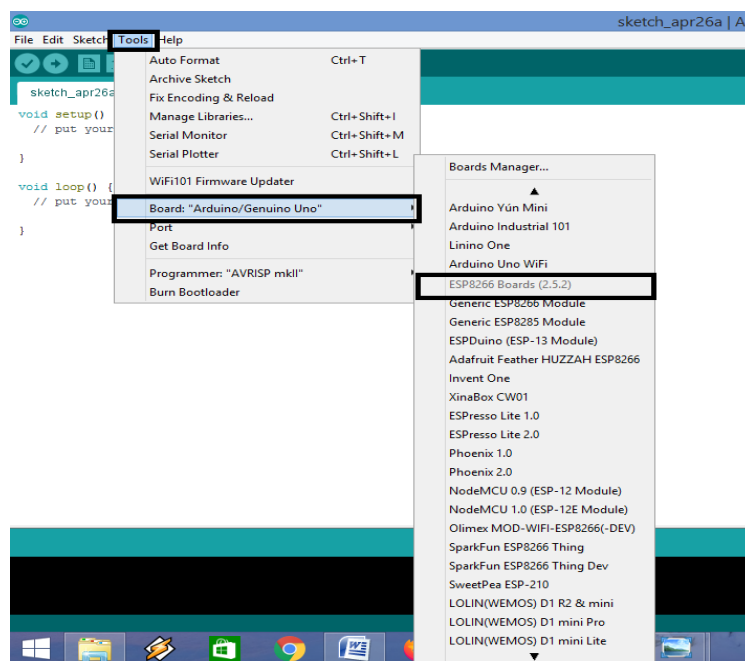 sketch_apr26a | A
File Edit Sketch Tools Help
sketch_apr26a
void setup()
// put your
}
void loop() {
// put your
}
Auto Format Ctrl+T
Archive Sketch
Fix Encoding & Reload
Manage Libraries... Ctrl+Shift+I
Serial Monitor Ctrl+Shift+M
Serial Plotter Ctrl+Shift+L
WiFi101 Firmware Updater
Board: "Arduino/Genuino Uno"
Port
Get Board Info
Programmer: "AVRISP mkII"
Burn Bootloader
Boards Manager...
Arduino Yún Mini
Arduino Industrial 101
Linino One
Arduino Uno WiFi
ESP8266 Boards (2.5.2)
Generic ESP8266 Module
Generic ESP8285 Module
ESPDuino (ESP-13 Module)
Adafruit Feather HUZZAH ESP8266
Invent One
XinaBox CW01
ESPresso Lite 1.0
ESPresso Lite 2.0
Phoenix 1.0
Phoenix 2.0
NodeMCU 0.9 (ESP-12 Module)
NodeMCU 1.0 (ESP-12E Module)
Olimex MOD-WIFI-ESP8266(-DEV)
SparkFun ESP8266 Thing
SparkFun ESP8266 Thing Dev
SweetPea ESP-210
LOLIN(WEMOS) D1 R2 & mini
LOLIN(WEMOS) D1 mini Pro
LOLIN(WEMOS) D1 mini Lite